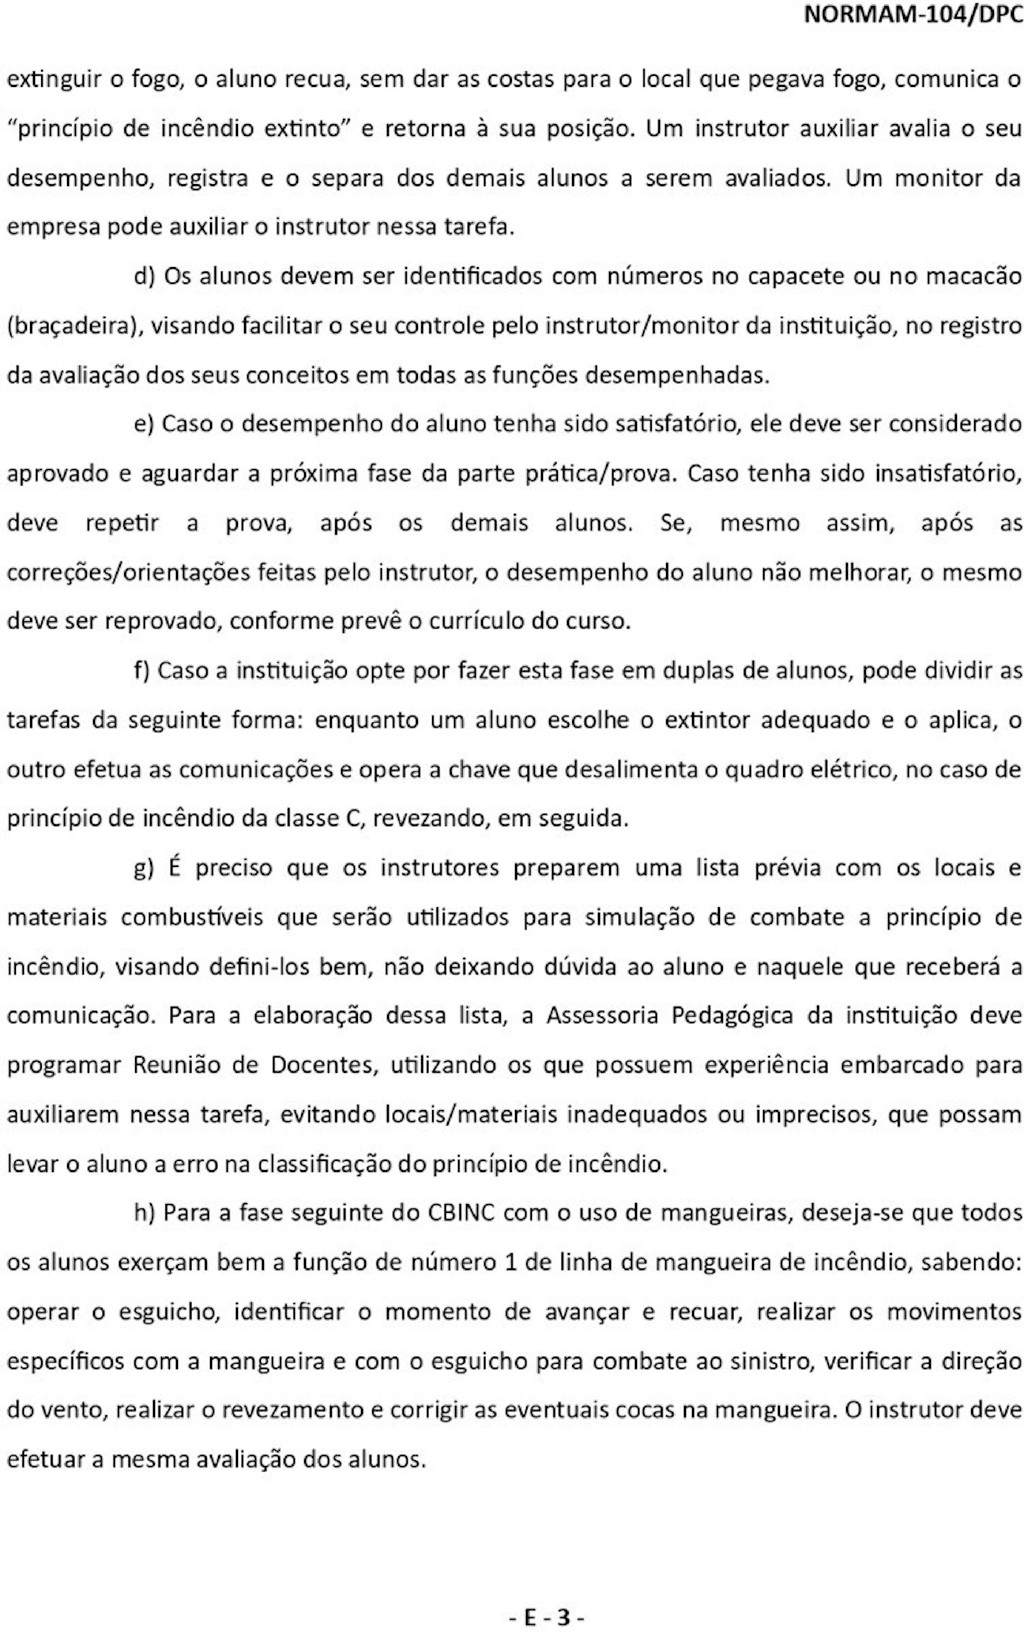 NORMAM-104/DPC
extinguir o fogo, o aluno recua, sem dar as costas para o local que pegava fogo, comunica o
“princípio de incêndio extinto” e retorna à sua posição. Um instrutor auxiliar avalia o seu
desempenho, registra e o separa dos demais alunos a serem avaliados. Um monitor da
empresa pode auxiliar o instrutor nessa tarefa.
d) Os alunos devem ser identificados com números no capacete ou no macacão
(braçadeira), visando facilitar o seu controle pelo instrutor/monitor da instituição, no registro
da avaliação dos seus conceitos em todas as funções desempenhadas.
e) Caso o desempenho do aluno tenha sido satisfatório, ele deve ser considerado
aprovado e aguardar a próxima fase da parte prática/prova. Caso tenha sido insatisfatório,
deve repetir a prova, após os demais alunos. Se, mesmo assim, após as
correções/orientações feitas pelo instrutor, o desempenho do aluno não melhorar, o mesmo
deve ser reprovado, conforme prevê o currículo do curso.
f) Caso a instituição opte por fazer esta fase em duplas de alunos, pode dividir as
tarefas da seguinte forma: enquanto um aluno escolhe o extintor adequado e o aplica, o
outro efetua as comunicações e opera a chave que desalimenta o quadro elétrico, no caso de
princípio de incêndio da classe C, revezando, em seguida.
g) É preciso que os instrutores preparem uma lista prévia com os locais e
materiais combustíveis que serão utilizados para simulação de combate a princípio de
incêndio, visando defini-los bem, não deixando dúvida ao aluno e naquele que receberá a
comunicação. Para a elaboração dessa lista, a Assessoria Pedagógica da instituição deve
programar Reunião de Docentes, utilizando os que possuem experiência embarcado para
auxiliarem nessa tarefa, evitando locais/materiais inadequados ou imprecisos, que possam
levar o aluno a erro na classificação do princípio de incêndio.
h) Para a fase seguinte do CBINC com o uso de mangueiras, deseja-se que todos
os alunos exerçam bem a função de número 1 de linha de mangueira de incêndio, sabendo:
operar o esguicho, identificar o momento de avançar e recuar, realizar os movimentos
específicos com a mangueira e com o esguicho para combate ao sinistro, verificar a direção
do vento, realizar o revezamento e corrigir as eventuais cocas na mangueira. O instrutor deve
efetuar a mesma avaliação dos alunos.
- E - 3 -